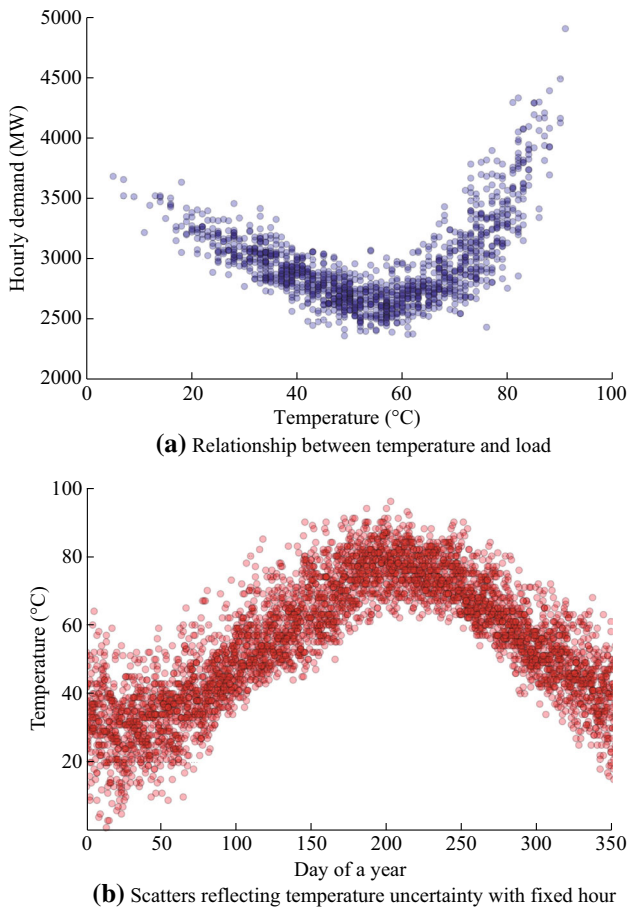 5000
4500
4000
3500
3000
2500
2000
Hourly demand (MW)
0 20 40 60 80 100
Temperature (°C)
(a) Relationship between temperature and load
100
80
60
40
20
Temperature (°C)
0 50 100 150 200 250 300 350
Day of a year
(b) Scatters reflecting temperature uncertainty with fixed hour